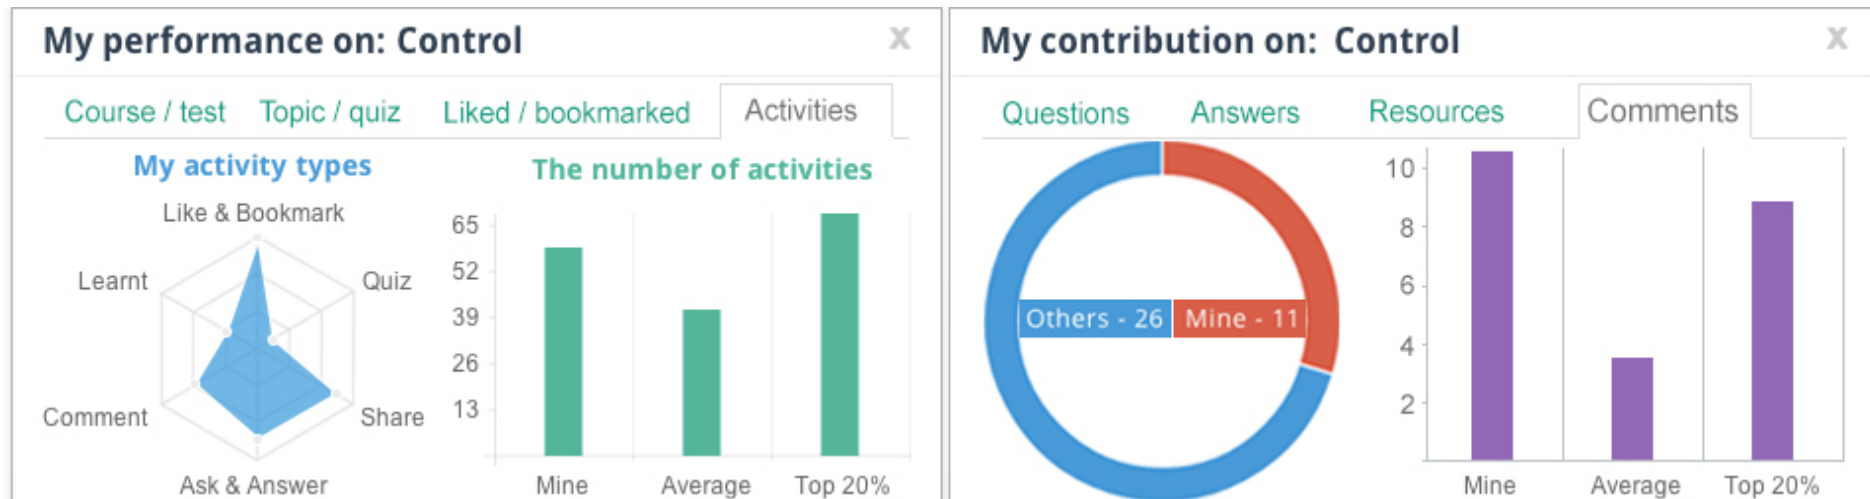 My performance on: Control
x
Course / test
Topic / quiz
Liked / bookmarked
Activities
My activity types
Like & Bookmark
Learnt
Quiz
Comment
Share
Ask & Answer
The number of activities
65
52
39
26
13
Mine
Average
Top 20%
My contribution on: Control
x
Questions
Answers
Resources
Comments
Others - 26
Mine - 11
10
8
6
4
2
Mine
Average
Top 20%